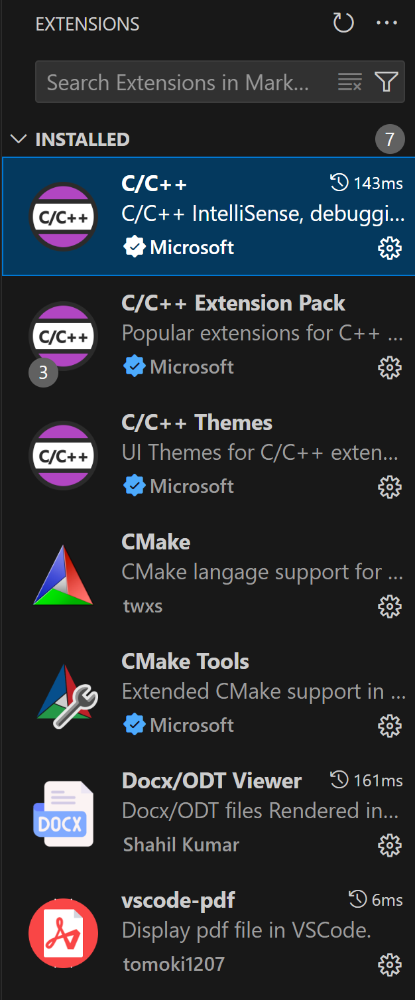 EXTENSIONS
Search Extensions in Mark...
INSTALLED 7
C/C++ 143ms
C/C++ C/C++ IntelliSense, debuggi...
Microsoft
C/C++ Extension Pack
C/C++ Popular extensions for C++ ...
3 Microsoft
C/C++ Themes
C/C++ UI Themes for C/C++ exten...
Microsoft
CMake
CMake langage support for ...
twxs
CMake Tools
Extended CMake support in ...
Microsoft
Docx/ODT Viewer 161ms
DOCX Docx/ODT files Rendered in...
Shahil Kumar
vscode-pdf 6ms
Display pdf file in VSCode.
tomoki1207